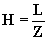 H = L/Z